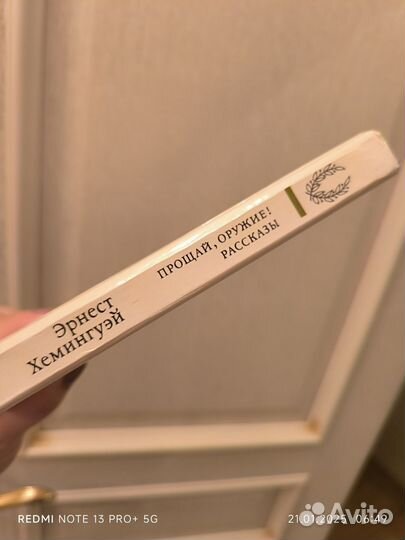 Эрнест
Хемингуэй
ПРОЩАЙ, ОРУЖИЕ!
РАССКАЗЫ
REDMI NOTE 13 PRO+ 5G
21.01.2025 06:49
Avito